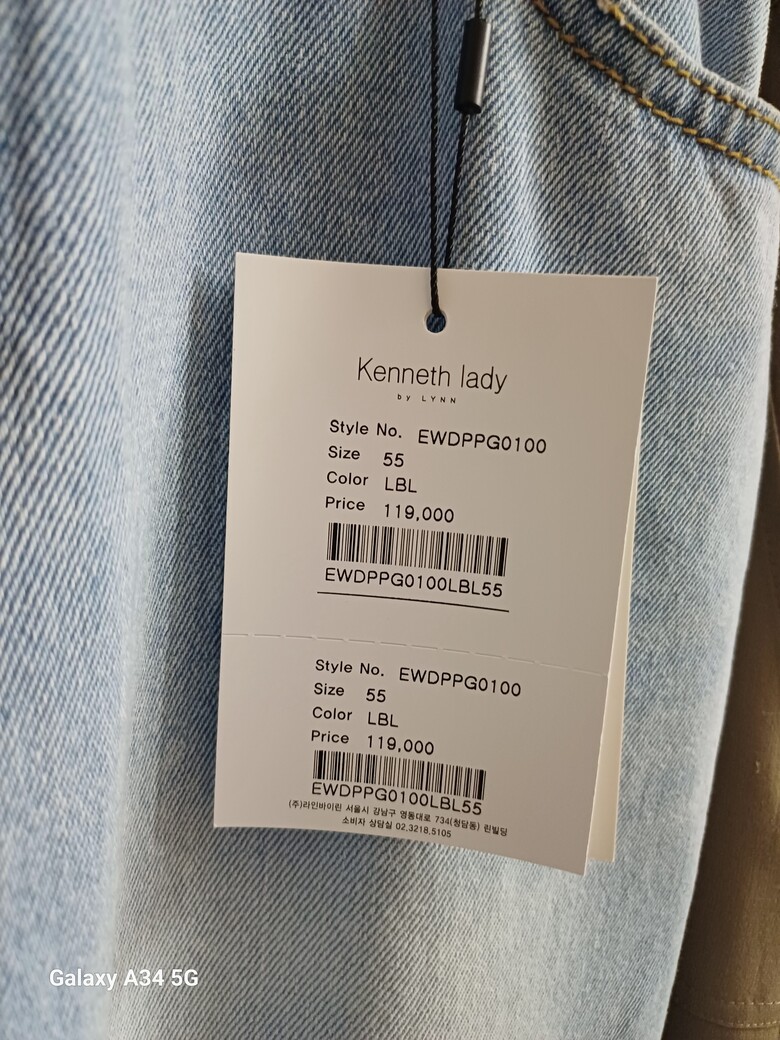 Kenneth lady
by LYNN
Style No. EWDPPG0100
Size 55
Color LBL
Price 119,000
EWDPPG0100LBL55
Style No. EWDPPG0100
Size 55
Color LBL
Price 119,000
EWDPPG0100LBL55
(주)라인바이린 서울시 강남구 영동대로 734(청담동) 린빌딩
소비자 상담실 02.3218.5105
Galaxy A34 5G